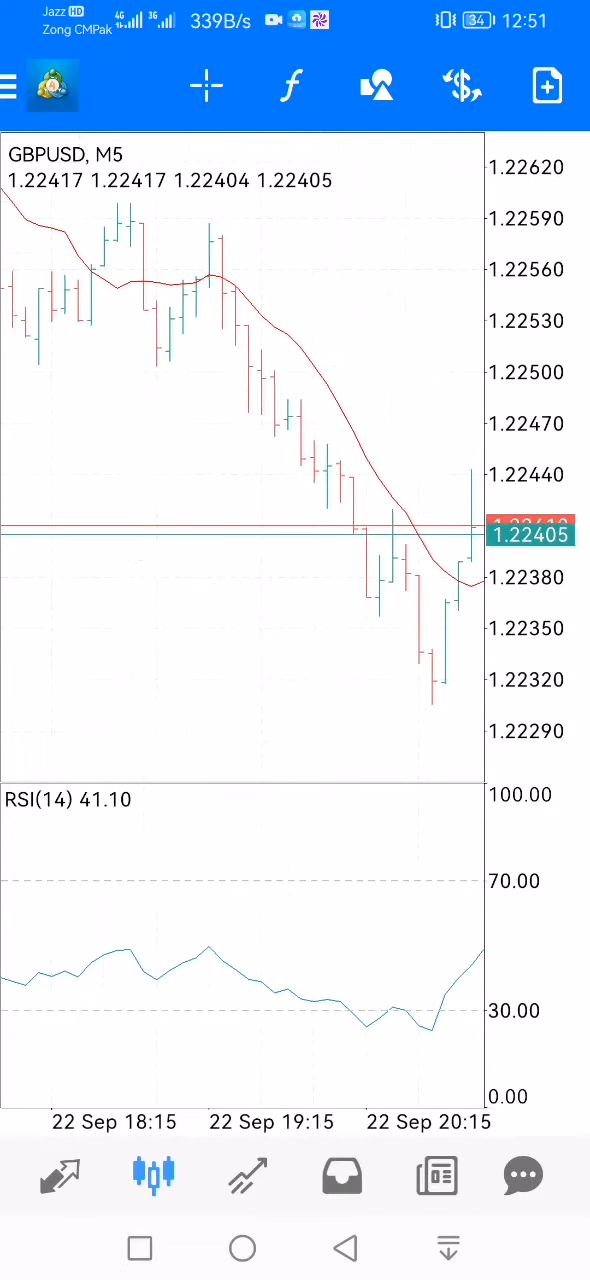 Jazz HD 4G 3G 339B/s 34 12:51
Zong CMPak
GBPUSD, M5
1.22417 1.22417 1.22404 1.22405
1.22620
1.22590
1.22560
1.22530
1.22500
1.22470
1.22440
1.22405
1.22380
1.22350
1.22320
1.22290
RSI(14) 41.10
100.00
70.00
30.00
0.00
22 Sep 18:15 22 Sep 19:15 22 Sep 20:15